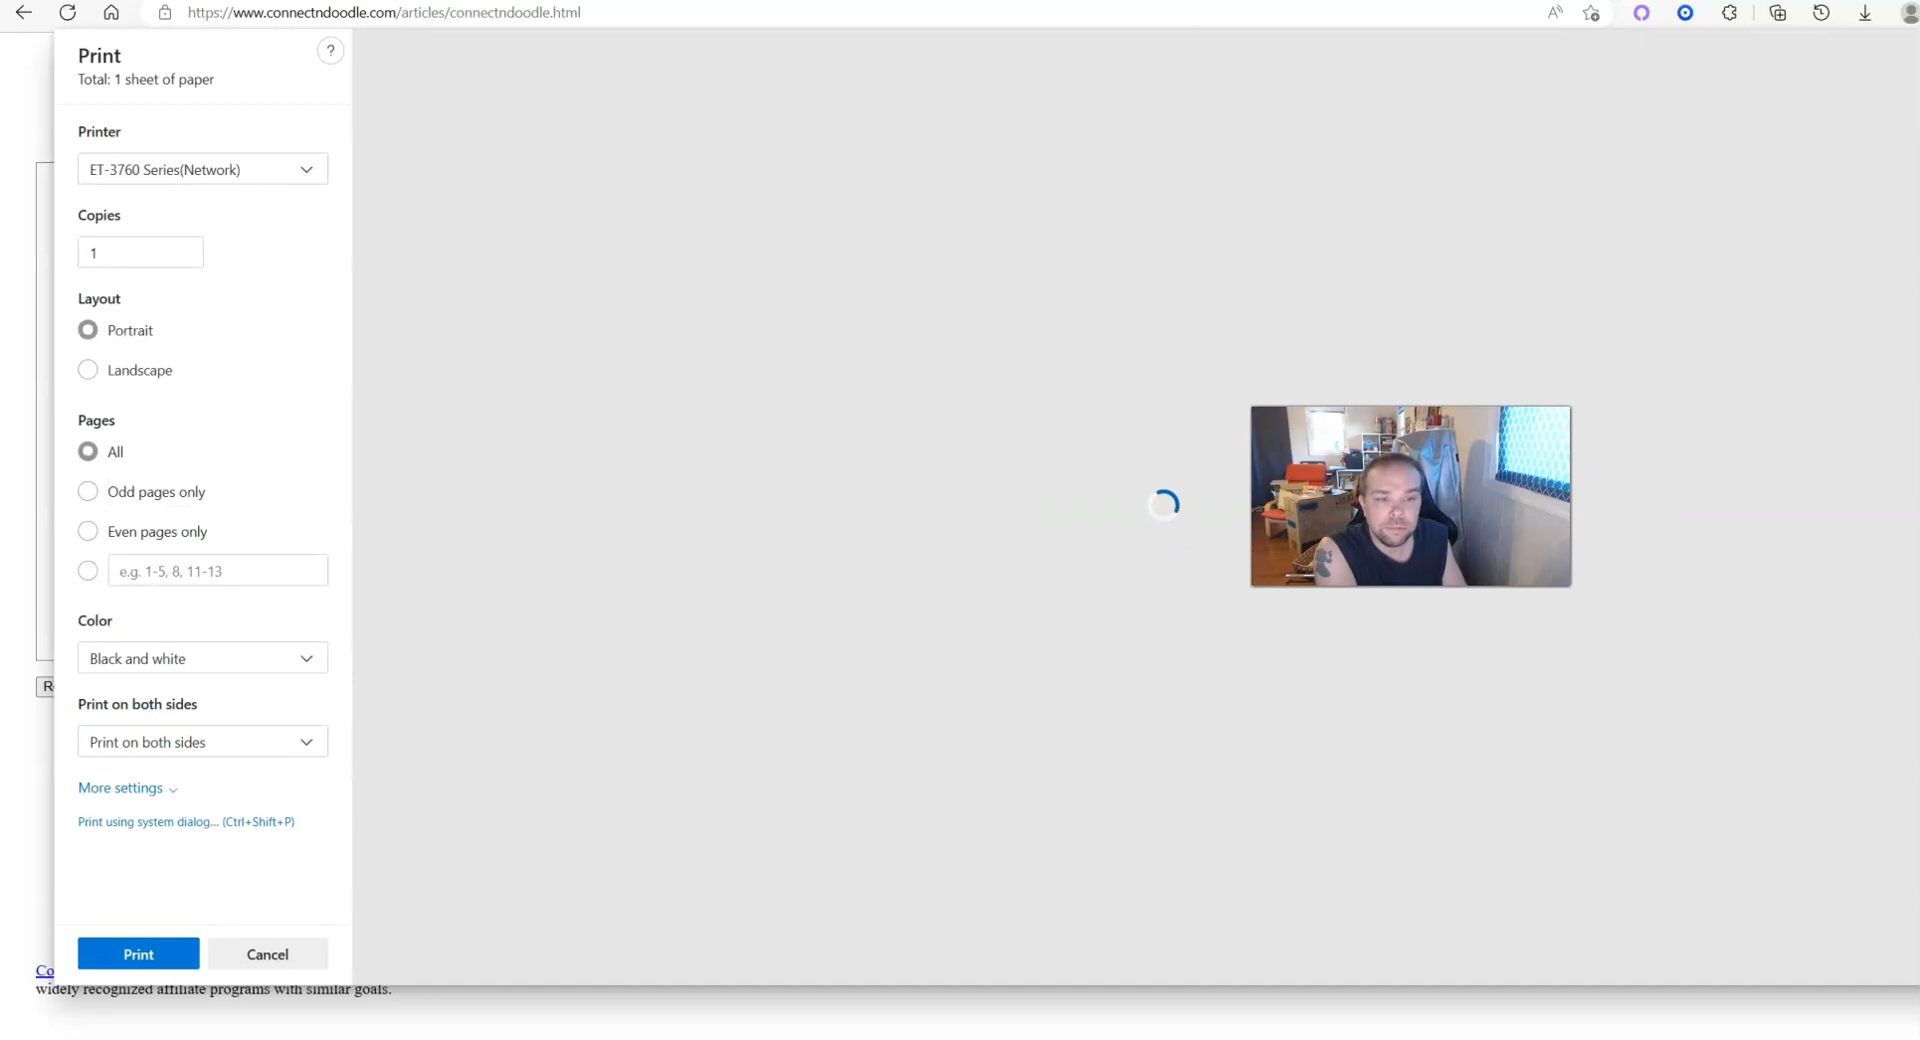 https://www.connectndoodle.com/articles/connectndoodle.html
Print
?
Total: 1 sheet of paper
Printer
ET-3760 Series(Network)
Copies
1
Layout
Portrait
Landscape
Pages
All
Odd pages only
Even pages only
e.g. 1-5, 8, 11-13
Color
Black and white
R
Print on both sides
Print on both sides
More settings
Print using system dialog... (Ctrl+Shift+P)
Print Cancel
Co
widely recognized affiliate programs with similar goals.